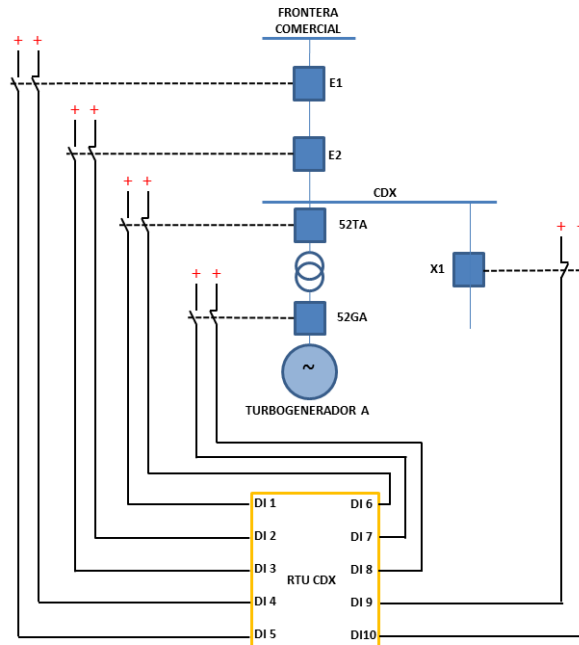 FRONTERA
COMERCIAL
+ +
E1
+ +
E2
+ +
CDX
52TA
+ +
X1
+ +
52GA
~
TURBOGENERADOR A
DI 1
DI 6
DI 2
DI 7
DI 3
DI 8
RTU CDX
DI 4
DI 9
DI 5
DI10